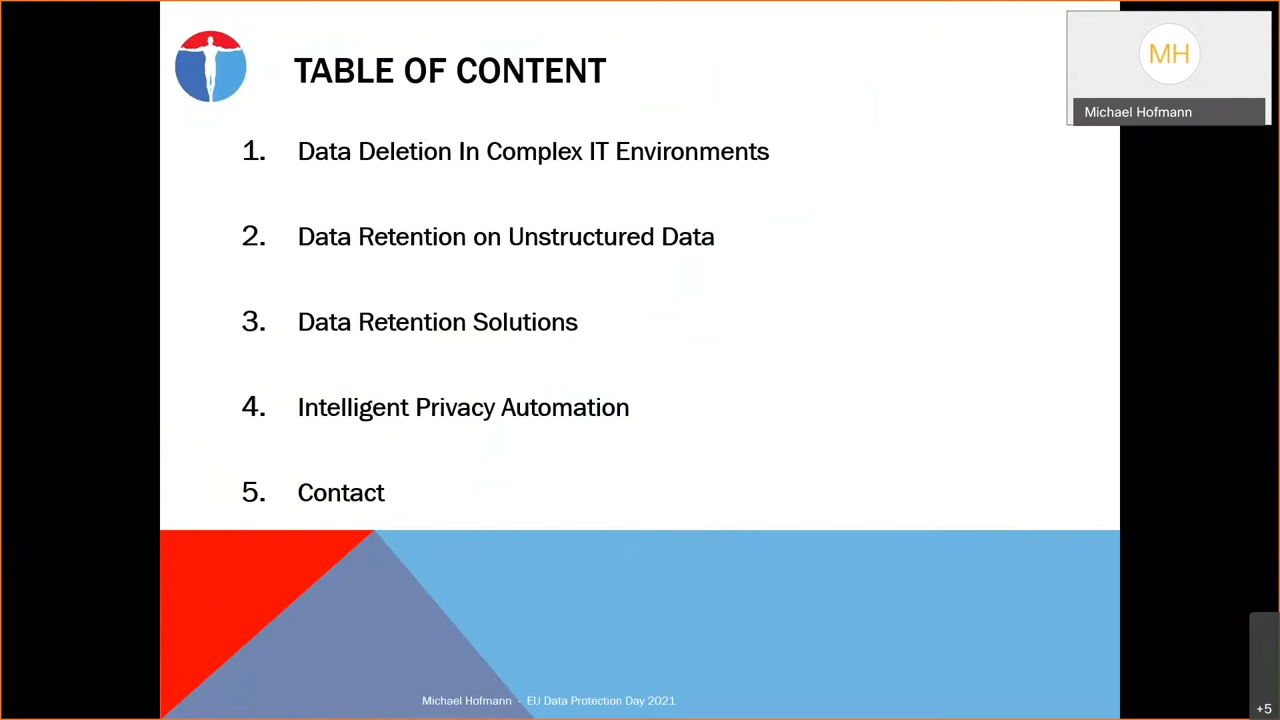 TABLE OF CONTENT
MH
Michael Hofmann
1. Data Deletion In Complex IT Environments
2. Data Retention on Unstructured Data
3. Data Retention Solutions
4. Intelligent Privacy Automation
5. Contact
Michael Hofmann - EU Data Protection Day 2021
+5